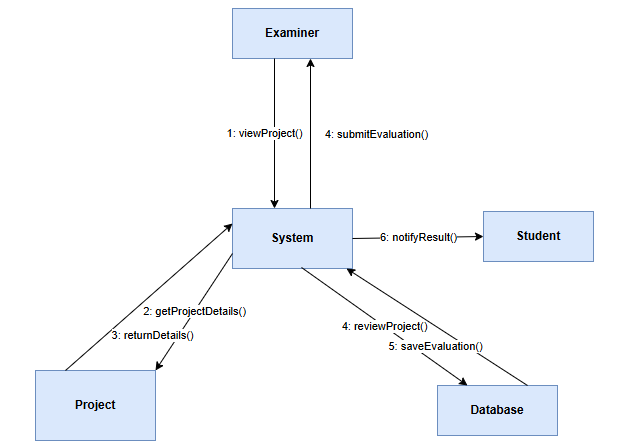 Examiner
1: viewProject()
4: submitEvaluation()
System
6: notifyResult()
Student
2: getProjectDetails()
3: returnDetails()
4: reviewProject()
5: saveEvaluation()
Project
Database